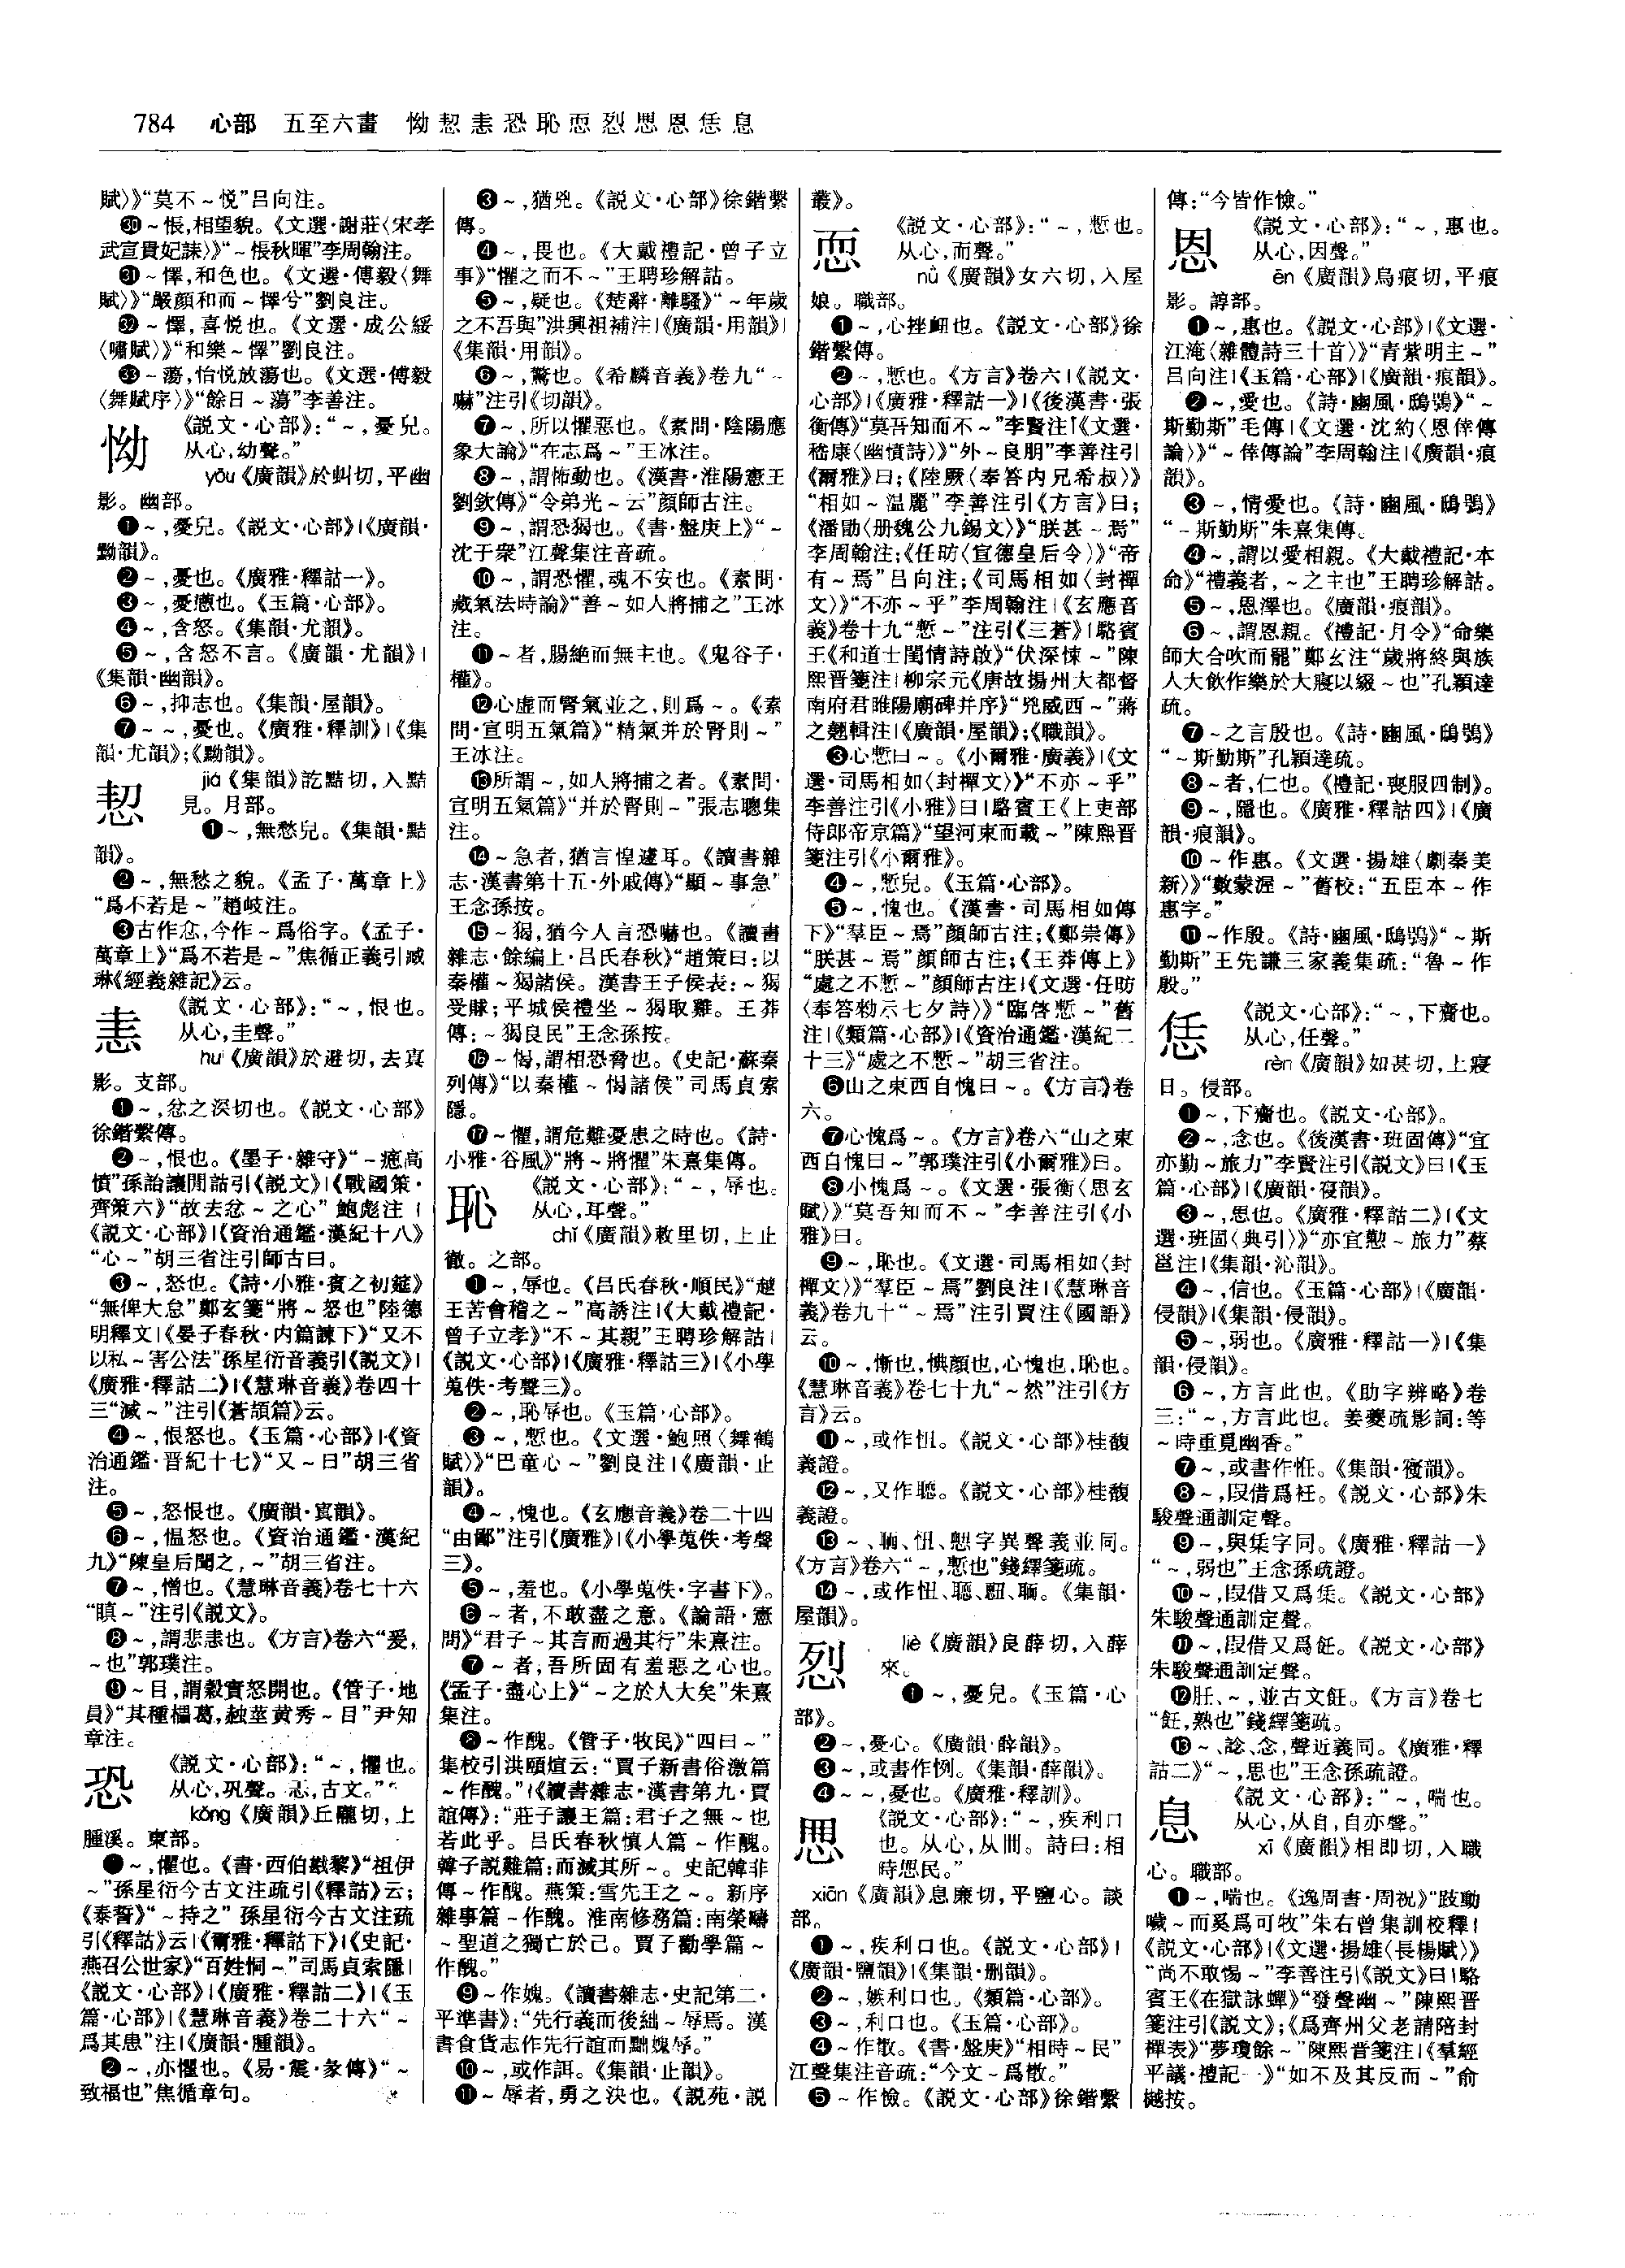 784 心部 五至六畫 怮恝恚恐恥恧烈思恩恁息
賦〉》“莫不～悦”吕向注。
㉚～悵,相望貌。《文選·謝莊〈宋孝
武宣貴妃誄〉》“～悵秋暉”李周翰注。
㉛～懌,和色也。《文選·傅毅〈舞
賦〉》“嚴顔和而～懌兮”劉良注。
㉜～懌,喜悦也。《文選·成公綏
〈嘯賦〉》“和樂～懌”劉良注。
㉝～蕩,怡悦放蕩也。《文選·傅毅
〈舞賦序〉》“餘日～蕩”李善注。
怮
《説文·心部》:“～,憂皃。
从心,幼聲。”
yōu《廣韻》於虯切,平幽
影。幽部。
❶～,憂皃。《説文·心部》|《廣韻·
黝韻》。
❷～,憂也。《廣雅·釋詁一》。
❸～,憂懑也。《玉篇·心部》。
❹～,含怒。《集韻·尤韻》。
❺～,含怒不言。《廣韻·尤韻》|
《集韻·幽韻》。
❻～,抑志也。《集韻·屋韻》。
❼～～,憂也。《廣雅·釋訓》|《集
韻·尤韻》;《黝韻》。
恝
jiá《集韻》訖黠切,入黠
見。月部。
❶～,無愁皃。《集韻·黠
韻》。
❷～,無愁之貌。《孟子·萬章上》
“爲不若是～”趙岐注。
❸古作忿,今作～爲俗字。《孟子·
萬章上》“爲不若是～”焦循正義引臧
琳《經義雜記》云。
恚
《説文·心部》:“～,恨也。
从心,圭聲。”
huì《廣韻》於避切,去寘
影。支部。
❶～,忿之深切也。《説文·心部》
徐鍇繫傳。
❷～,恨也。《墨子·雜守》“～癋高
憤”孫詒讓閒詁引《説文》|《戰國策·
齊策六》“故去忿～之心”鮑彪注|
《説文·心部》|《資治通鑑·漢紀十八》
“心～”胡三省注引師古曰。
❸～,怒也。《詩·小雅·賓之初筵》
“無俾大怠”鄭玄箋“將～怒也”陸德
明釋文|《晏子春秋·内篇諫下》“又不
以私～害公法”孫星衍音義引《説文》|
《廣雅·釋詁二》|《慧琳音義》卷四十
三“滅～”注引《蒼頡篇》云。
❹～,恨怒也。《玉篇·心部》|《資
治通鑑·晋紀十七》“又～曰”胡三省
注。
❺～,怒恨也。《廣韻·寘韻》。
❻～,愠怒也。《資治通鑑·漢紀
九》“陳皇后聞之,～”胡三省注。
❼～,憎也。《慧琳音義》卷七十六
“瞋～”注引《説文》。
❽～,謂悲恚也。《方言》卷六“爰,
～也”郭璞注。
❾～目,謂穀實怒開也。《管子·地
員》“其種櫑葛,赨莖黄秀～目”尹知
章注。
恐
《説文·心部》:“～,懼也。
从心,巩聲。㤨,古文。”
kǒng《廣韻》丘隴切,上
腫溪。東部。
❶～,懼也。《書·西伯戡黎》“祖伊
～”孫星衍今古文注疏引《釋詁》云;
《泰誓》“～持之”孫星衍今古文注疏
引《釋詁》云|《爾雅·釋詁下》|《史記·
燕召公世家》“百姓恫～”司馬貞索隱|
《説文·心部》|《廣雅·釋詁二》|《玉
篇·心部》|《慧琳音義》卷二十六“～
爲其患”注|《廣韻·腫韻》。
❷～,亦懼也。《易·震·彖傳》“～
致福也”焦循章句。
❸～,猶兇。《説文·心部》徐鍇繫
傳。
❹～,畏也。《大戴禮記·曾子立
事》“懼之而不～”王聘珍解詁。
❺～,疑也。《楚辭·離騷》“～年歲
之不吾與”洪興祖補注|《廣韻·用韻》|
《集韻·用韻》。
❻～,驚也。《希麟音義》卷九“～
嚇”注引《切韻》。
❼～,所以懼惡也。《素問·陰陽應
象大論》“在志爲～”王冰注。
❽～,謂怖動也。《漢書·淮陽憲王
劉欽傳》“令弟光～云”顔師古注。
❾～,謂恐猲也。《書·盤庚上》“～
沈于衆”江聲集注音疏。
❿～,謂恐懼,魂不安也。《素問·
藏氣法時論》“善～如人將捕之”王冰
注。
⓫～者,腸絶而無主也。《鬼谷子·
權》。
⓬心虚而腎氣並之,則爲～。《素
問·宣明五氣篇》“精氣并於腎則～”
王冰注。
⓭所謂～,如人將捕之者。《素問·
宣明五氣篇》“并於腎則～”張志聰集
注。
⓮～急者,猶言惶遽耳。《讀書雜
志·漢書第十五·外戚傳》“顯～事急”
王念孫按。
⓯～猲,猶今人言恐嚇也。《讀書
雜志·餘編上·吕氏春秋》“趙策曰:以
秦權～猲諸侯。漢書王子侯表:～猲
受賕;平城侯禮坐～猲取雞。王莽
傳:～猲良民”王念孫按。
⓰～愒,謂相恐脅也。《史記·蘇秦
列傳》“以秦權～愒諸侯”司馬貞索
隱。
⓱～懼,謂危難憂患之時也。《詩·
小雅·谷風》“將～將懼”朱熹集傳。
恥
《説文·心部》:“～,辱也。
从心,耳聲。”
chǐ《廣韻》敕里切,上止
徹。之部。
❶～,辱也。《吕氏春秋·順民》“越
王苦會稽之～”高誘注|《大戴禮記·
曾子立孝》“不～其親”王聘珍解詁|
《説文·心部》|《廣雅·釋詁三》|《小學
蒐佚·考聲三》。
❷～,恥辱也。《玉篇·心部》。
❸～,慙也。《文選·鮑照〈舞鶴
賦〉》“巴童心～”劉良注|《廣韻·止
韻》。
❹～,愧也。《玄應音義》卷二十四
“由鄙”注引《廣雅》|《小學蒐佚·考聲
三》。
❺～,羞也。《小學蒐佚·字書下》。
❻～者,不敢盡之意。《論語·憲
問》“君子～其言而過其行”朱熹注。
❼～者,吾所固有羞惡之心也。
《孟子·盡心上》“～之於人大矣”朱熹
集注。
❽～作醜。《管子·牧民》“四曰～”
集校引洪頤煊云:“賈子新書俗激篇
～作醜。”|《讀書雜志·漢書第九·賈
誼傳》:“莊子讓王篇:君子之無～也
若此乎。吕氏春秋慎人篇～作醜。
韓子説難篇:而滅其所～。史記韓非
傳～作醜。燕策:雪先王之～。新序
雜事篇～作醜。淮南修務篇:南榮疇
～聖道之獨亡於己。賈子勸學篇～
作醜。”
❾～作媿。《讀書雜志·史記第二·
平準書》:“先行義而後絀～辱焉。漢
書食貨志作先行誼而黜媿辱。”
❿～,或作誀。《集韻·止韻》。
⓫～辱者,勇之決也。《説苑·説
叢》。
恧
《説文·心部》:“～,慙也。
从心,而聲。”
nǜ《廣韻》女六切,入屋
娘。職部。
❶～,心挫衄也。《説文·心部》徐
鍇繫傳。
❷～,慙也。《方言》卷六|《説文·
心部》|《廣雅·釋詁一》|《後漢書·張
衡傳》“莫吾知而不～”李賢注|《文選·
嵇康〈幽憤詩〉》“外～良朋”李善注引
《爾雅》曰;《陸厥〈奉答内兄希叔〉》
“相如～温麗”李善注引《方言》曰;
《潘勖〈册魏公九錫文〉》“朕甚～焉”
李周翰注;《任昉〈宣德皇后令〉》“帝
有～焉”吕向注;《司馬相如〈封禪
文〉》“不亦～乎”李周翰注|《玄應音
義》卷十九“慙～”注引《三蒼》|駱賓
王《和道士閨情詩啟》“伏深悚～”陳
熙晋箋注|柳宗元《唐故揚州大都督
南府君睢陽廟碑并序》“兇威西～”蔣
之翹輯注|《廣韻·屋韻》;《職韻》。
❸心慙曰～。《小爾雅·廣義》|《文
選·司馬相如〈封禪文〉》“不亦～乎”
李善注引《小雅》曰|駱賓王《上吏部
侍郎帝京篇》“望河東而載～”陳熙晋
箋注引《小爾雅》。
❹～,慙皃。《玉篇·心部》。
❺～,愧也。《漢書·司馬相如傳
下》“羣臣～焉”顔師古注;《鄭崇傳》
“朕甚～焉”顔師古注;《王莽傳上》
“處之不慙～”顔師古注|《文選·任昉
〈奉答勑示七夕詩〉》“臨啓慙～”舊
注|《類篇·心部》|《資治通鑑·漢紀二
十三》“處之不慙～”胡三省注。
❻山之東西自愧曰～。《方言》卷
六。
❼心愧爲～。《方言》卷六“山之東
西自愧曰～”郭璞注引《小爾雅》曰。
❽小愧爲～。《文選·張衡〈思玄
賦〉》“莫吾知而不～”李善注引《小
雅》曰。
❾～,恥也。《文選·司馬相如〈封
禪文〉》“羣臣～焉”劉良注|《慧琳音
義》卷九十“～焉”注引賈注《國語》
云。
❿～,慚也,㥏顔也,心愧也,恥也。
《慧琳音義》卷七十九“～然”注引《方
言》云。
⓫～,或作忸。《説文·心部》桂馥
義證。
⓬～,又作聰。《説文·心部》桂馥
義證。
⓭～、聏、忸、慙字異聲義並同。
《方言》卷六“～,慙也”錢繹箋疏。
⓮～,或作忸、聰、䎡、聏。《集韻·
屋韻》。
烈
liè《廣韻》良薛切,入薛
來。
❶～,憂皃。《玉篇·心
部》。
❷～,憂心。《廣韻·薛韻》。
❸～,或書作㤠。《集韻·薛韻》。
❹～～,憂也。《廣雅·釋訓》。
思
《説文·心部》:“～,疾利口
也。从心,从冊。詩曰:相
時思民。”
xiān《廣韻》息廉切,平鹽心。談
部。
❶～,疾利口也。《説文·心部》|
《廣韻·鹽韻》|《集韻·删韻》。
❷～,嫉利口也。《類篇·心部》。
❸～,利口也。《玉篇·心部》。
❹～作散。《書·盤庚》“相時～民”
江聲集注音疏:“今文～爲散。”
❺～作憸。《説文·心部》徐鍇繫
傳:“今皆作憸。”
恩
《説文·心部》:“～,惠也。
从心,因聲。”
ēn《廣韻》烏痕切,平痕
影。諄部。
❶～,惠也。《説文·心部》|《文選·
江淹〈雜體詩三十首〉》“青紫明主～”
吕向注|《玉篇·心部》|《廣韻·痕韻》。
❷～,愛也。《詩·豳風·鴟鴞》“～
斯勤斯”毛傳|《文選·沈約〈恩倖傳
論〉》“～倖傳論”李周翰注|《廣韻·痕
韻》。
❸～,情愛也。《詩·豳風·鴟鴞》
“～斯勤斯”朱熹集傳。
❹～,謂以愛相親。《大戴禮記·本
命》“禮義者,～之主也”王聘珍解詁。
❺～,恩澤也。《廣韻·痕韻》。
❻～,謂恩親。《禮記·月令》“命樂
師大合吹而罷”鄭玄注“歲將終與族
人大飲作樂於大寢以綴～也”孔穎達
疏。
❼～之言殷也。《詩·豳風·鴟鴞》
“～斯勤斯”孔穎達疏。
❽～者,仁也。《禮記·喪服四制》。
❾～,隱也。《廣雅·釋詁四》|《廣
韻·痕韻》。
❿～作惠。《文選·揚雄〈劇秦美
新〉》“數蒙渥～”舊校:“五臣本～作
惠字。”
⓫～作殷。《詩·豳風·鴟鴞》“～斯
勤斯”王先謙三家義集疏:“魯～作
殷。”
恁
《説文·心部》:“～,下齎也。
从心,任聲。”
rèn《廣韻》如甚切,上寑
日。侵部。
❶～,下齎也。《説文·心部》。
❷～,念也。《後漢書·班固傳》“宜
亦勤～旅力”李賢注引《説文》曰|《玉
篇·心部》|《廣韻·寑韻》。
❸～,思也。《廣雅·釋詁二》|《文
選·班固〈典引〉》“亦宜懃～旅力”蔡
邕注|《集韻·沁韻》。
❹～,信也。《玉篇·心部》|《廣韻·
侵韻》|《集韻·侵韻》。
❺～,弱也。《廣雅·釋詁一》|《集
韻·侵韻》。
❻～,方言此也。《助字辨略》卷
三:“～,方言此也。姜夔疏影詞:等
～時重覓幽香。”
❼～,或書作恁。《集韻·寑韻》。
❽～,叚借爲衽。《説文·心部》朱
駿聲通訓定聲。
❾～,與集字同。《廣雅·釋詁一》
“～,弱也”王念孫疏證。
❿～,叚借又爲集。《説文·心部》
朱駿聲通訓定聲。
⓫～,叚借又爲飪。《説文·心部》
朱駿聲通訓定聲。
⓬肝、～,並古文飪。《方言》卷七
“飪,熟也”錢繹箋疏。
⓭～、諗、念,聲近義同。《廣雅·釋
詁二》“～,思也”王念孫疏證。
息
《説文·心部》:“～,喘也。
从心,从自,自亦聲。”
xī《廣韻》相即切,入職
心。職部。
❶～,喘也。《逸周書·周祝》“跂動
噦～而奚爲可牧”朱右曾集訓校釋|
《説文·心部》|《文選·揚雄〈長楊賦〉》
“尚不敢惕～”李善注引《説文》曰|駱
賓王《在獄詠蟬》“發聲幽～”陳熙晋
箋注引《説文》;《爲齊州父老請陪封
禪表》“夢瓊餘～”陳熙晋箋注|《羣經
平議·禮記一》“如不及其反而～”俞
樾按。